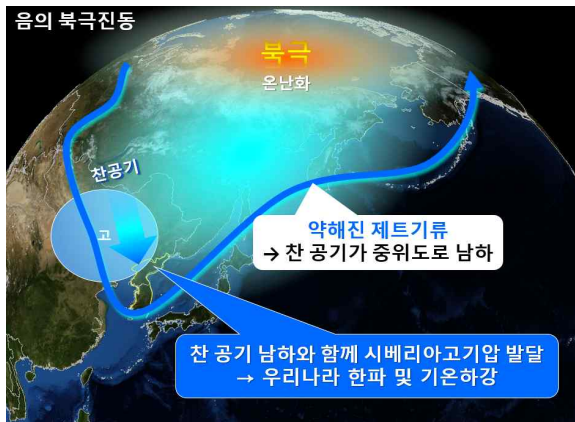 음의 북극진동
북극
온난화
찬공기
고
약해진 제트기류
→ 찬 공기가 중위도로 남하
찬 공기 남하와 함께 시베리아고기압 발달
→ 우리나라 한파 및 기온하강